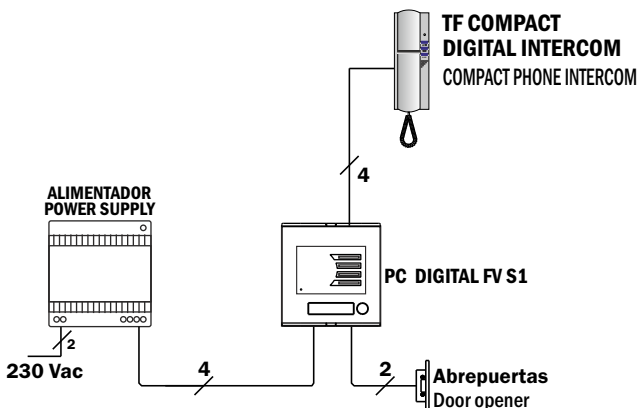 TF COMPACT
DIGITAL INTERCOM
COMPACT PHONE INTERCOM
4
ALIMENTADOR
POWER SUPPLY
PC DIGITAL FV S1
2
230 Vac
4
2
Abrepuertas
Door opener